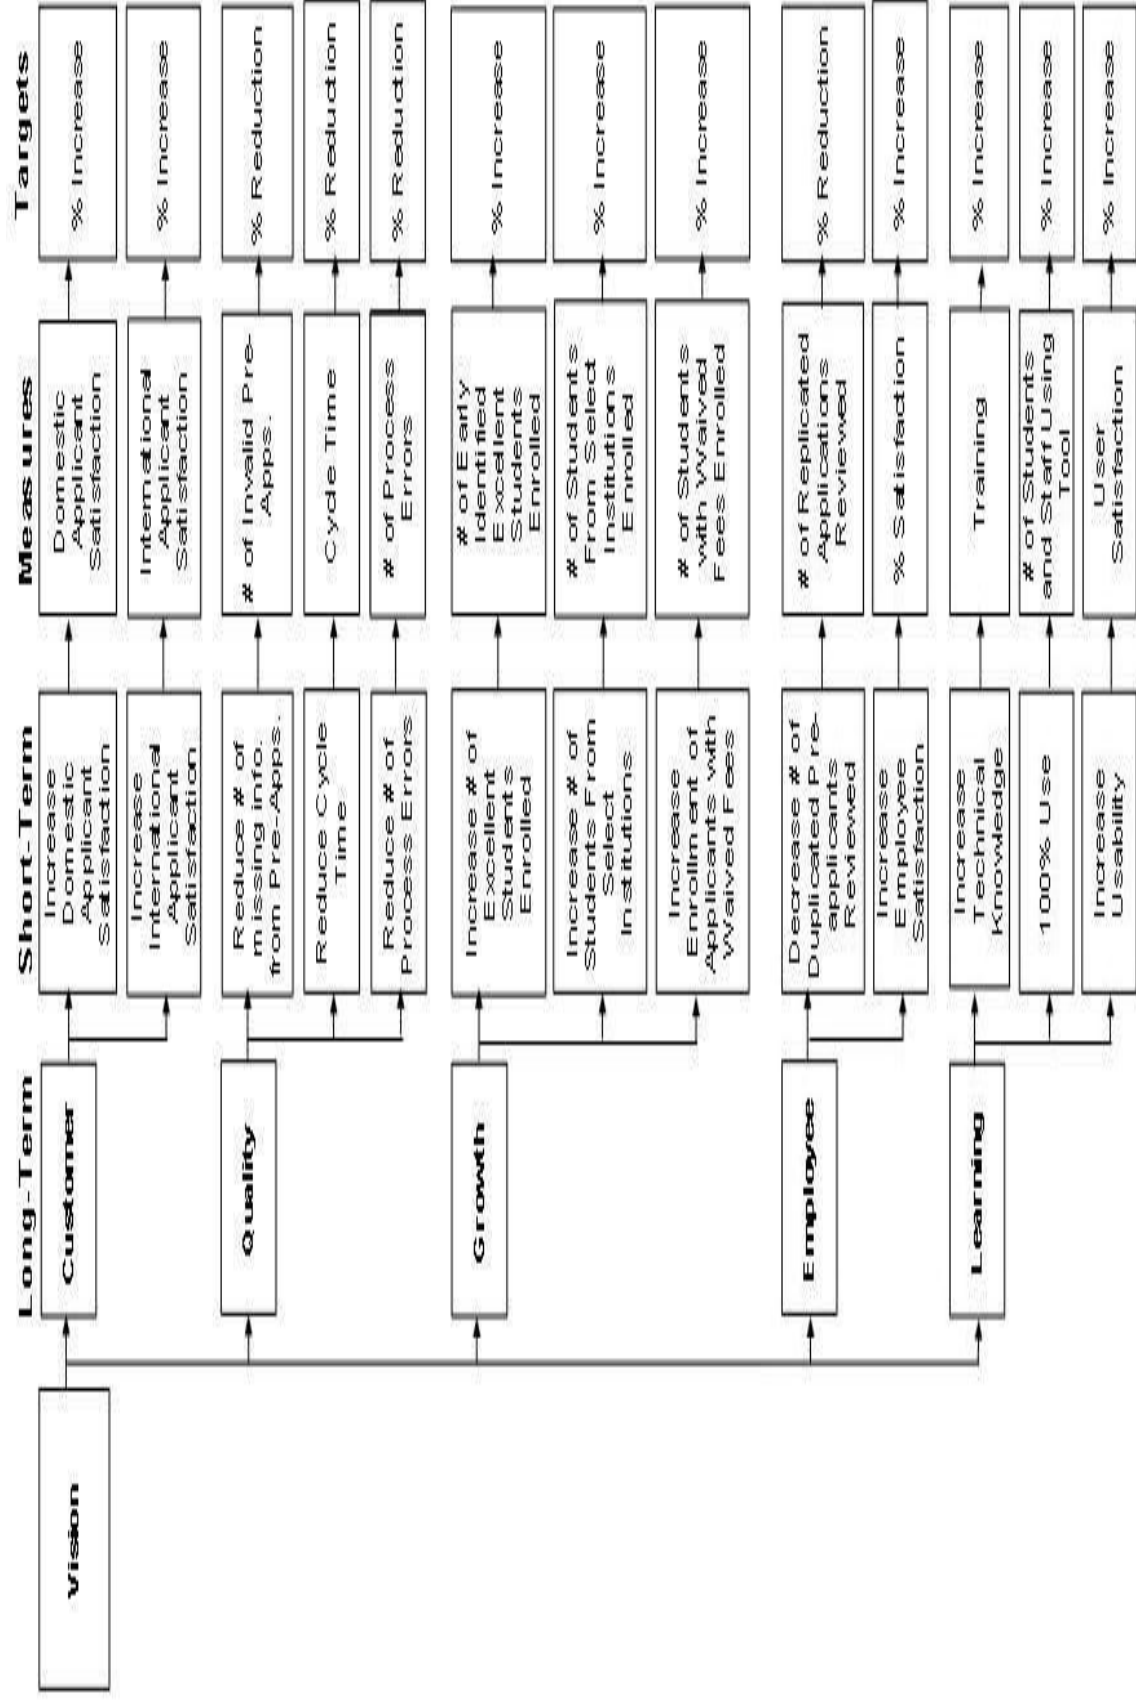 Long-Term
Short-Term
Measures
Targets
Vision
Customer
Increase
Domestic
Applicant
Satisfaction
Domestic
Applicant
Satisfaction
% Increase
Increase
International
Applicant
Satisfaction
International
Applicant
Satisfaction
% Increase
Quality
Reduce # of
missing info.
from Pre-Apps.
# of Invalid Pre-
Apps.
% Reduction
Reduce Cycle
Time
Cycle Time
% Reduction
Reduce # of
Process Errors
# of Process
Errors
% Reduction
Growth
Increase # of
Excellent
Students
Enrolled
# of Early
Identified
Excellent
Students
Enrolled
% Increase
Increase # of
Students From
Select
Institutions
# of Students
From Select
Institutions
Enrolled
% Increase
Increase
Enrollment of
Applicants with
Waived Fees
# of Students
With Waived
Fees Enrolled
% Increase
Employee
Decrease # of
Duplicated Pre-
applicants
Reviewed
# of Replicated
Applications
Reviewed
% Reduction
Increase
Employee
Satisfaction
% Satisfaction
% Increase
Learning
Increase
Technical
Knowledge
Training
% Increase
100% Use
# of Students
and Staff Using
Tool
% Increase
Increase
Usability
User
Satisfaction
% Increase